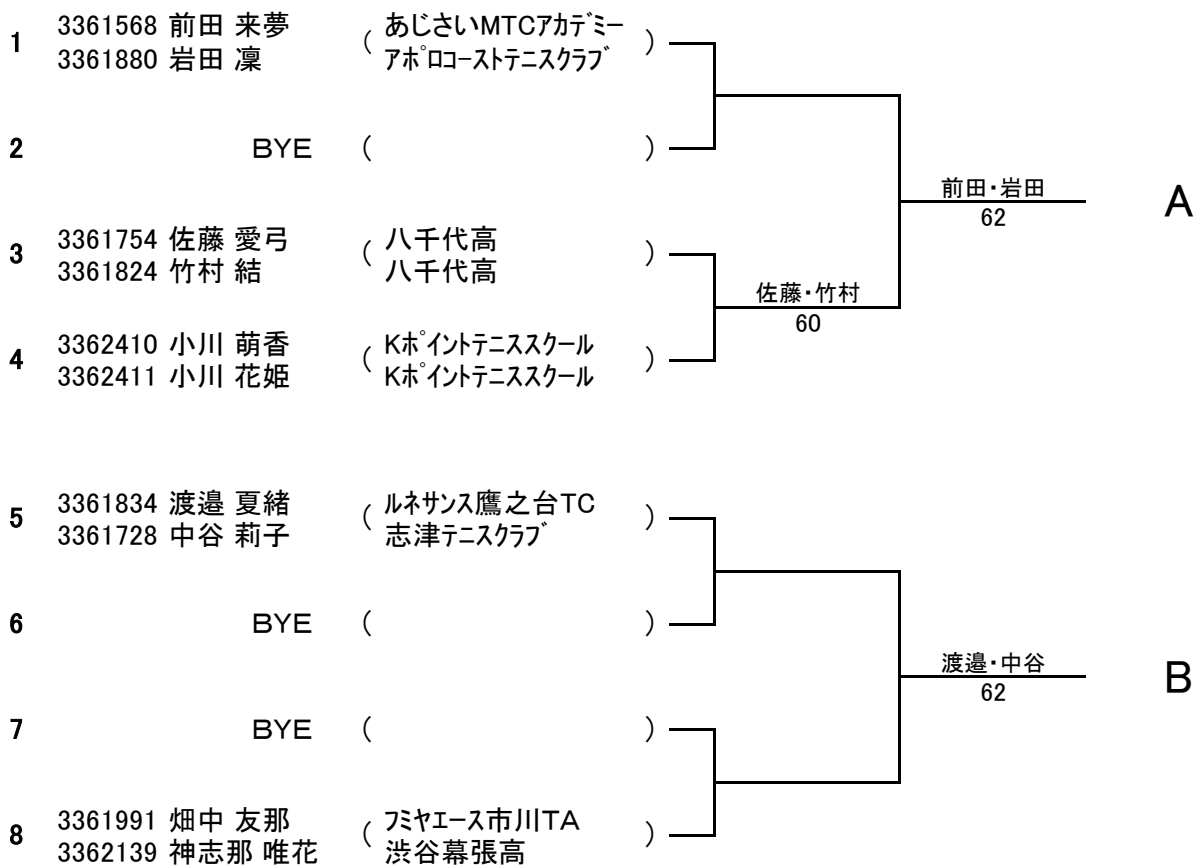 1 3361568 前田 来夢 ( あじさいMTCアカデミー )
3361880 岩田 凜 アポロコーストテニスクラブ
2 BYE ( )
前田・岩田 A
62
3 3361754 佐藤 愛弓 ( 八千代高 )
3361824 竹村 結 八千代高
佐藤・竹村
60
4 3362410 小川 萌香 ( Kポイントテニススクール )
3362411 小川 花姫 Kポイントテニススクール
5 3361834 渡邉 夏緒 ( ルネサンス鷹之台TC )
3361728 中谷 莉子 志津テニスクラブ
6 BYE ( )
渡邉・中谷 B
62
7 BYE ( )
8 3361991 畑中 友那 ( フミヤエース市川TA )
3362139 神志那 唯花 渋谷幕張高